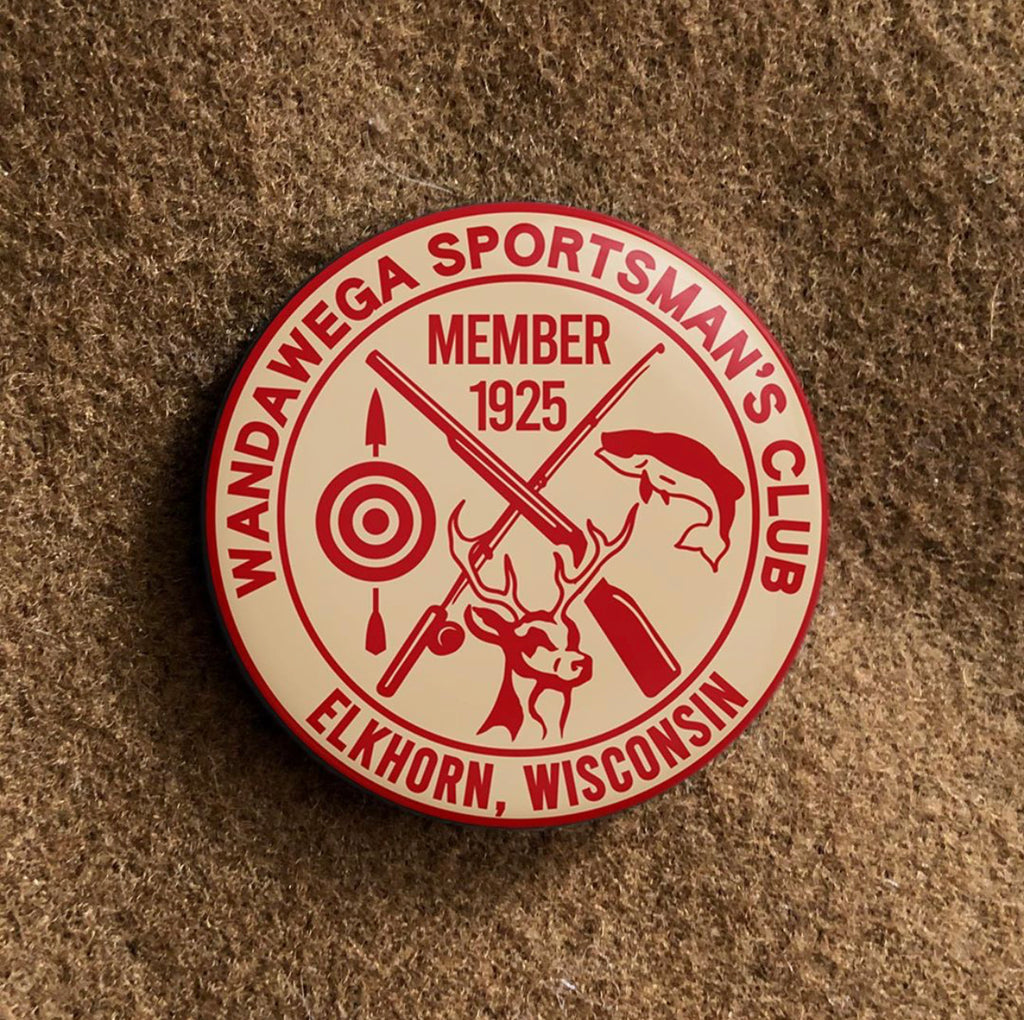 WANDAWEGA SPORTSMAN'S CLUB
MEMBER
1925
ELKHORN, WISCONSIN